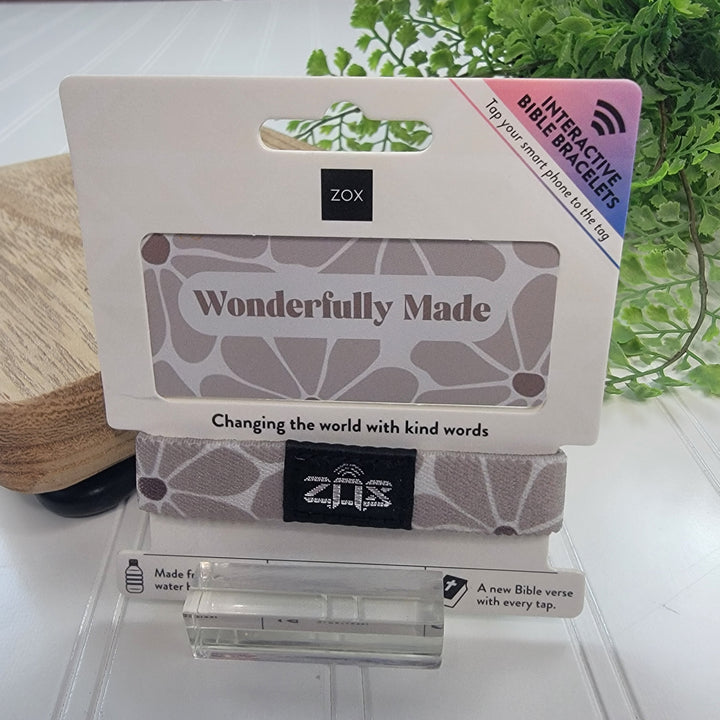 INTERACTIVE
BIBLE BRACELETS
Tap your smart phone to the tag
ZOX
Wonderfully Made
Changing the world with kind words
ZOX
Made
water
A new Bible verse
with every tap.